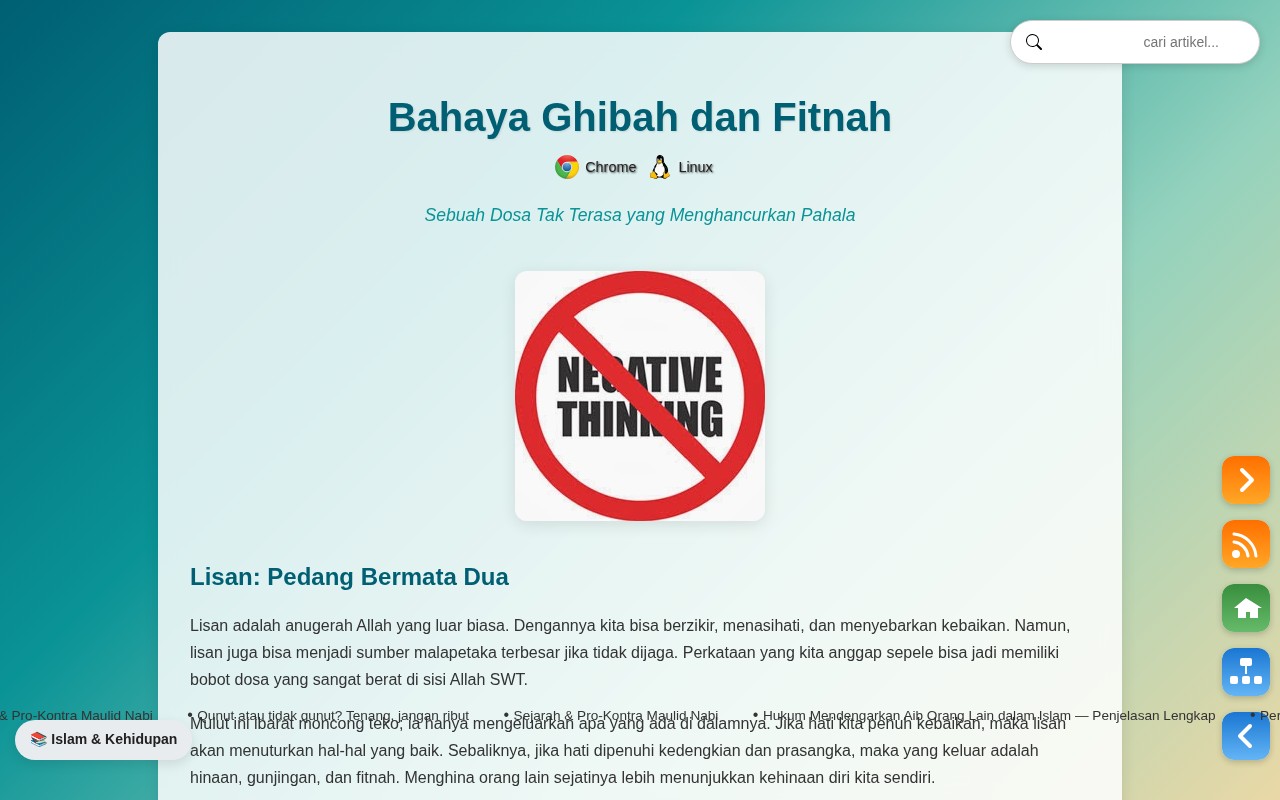 cari artikel...
Bahaya Ghibah dan Fitnah
Chrome Linux
Sebuah Dosa Tak Terasa yang Menghancurkan Pahala
NEGATIVE
THINKING
Lisan: Pedang Bermata Dua
Lisan adalah anugerah Allah yang luar biasa. Dengannya kita bisa berzikir, menasihati, dan menyebarkan kebaikan. Namun,
lisan juga bisa menjadi sumber malapetaka terbesar jika tidak dijaga. Perkataan yang kita anggap sepele bisa jadi memiliki
bobot dosa yang sangat berat di sisi Allah SWT.
& Pro-Kontra Maulid Nabi • Qunut atau tidak qunut? Tenang, jangan ribut • Sejarah & Pro-Kontra Maulid Nabi • Hukum Mendengarkan Aib Orang Lain dalam Islam — Penjelasan Lengkap •
Mulut ini ibarat moncong teko, ia hanya mengeluarkan apa yang ada di dalamnya. Jika hati kita penuh kebaikan, maka lisan
akan menuturkan hal-hal yang baik. Sebaliknya, jika hati dipenuhi kedengkian dan prasangka, maka yang keluar adalah
hinaan, gunjingan, dan fitnah. Menghina orang lain sejatinya lebih menunjukkan kehinaan diri kita sendiri.
📚 Islam & Kehidupan